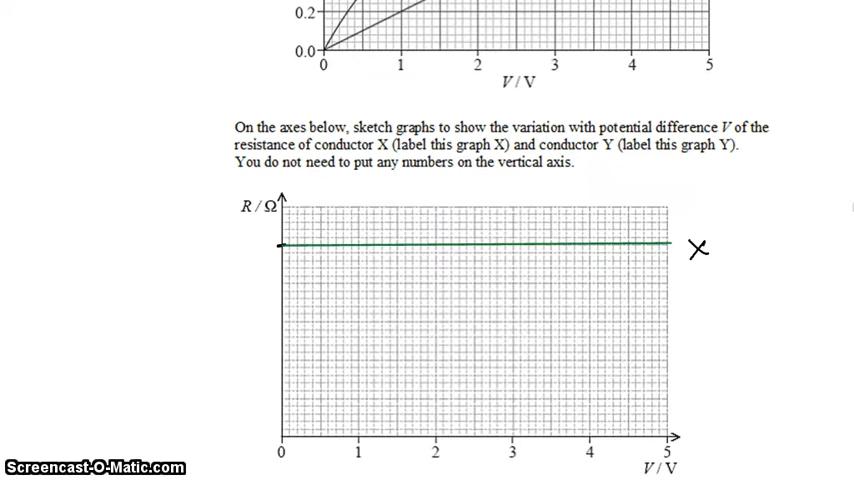 0.2
0.0
0 1 2 3 4 5
V / V
On the axes below, sketch graphs to show the variation with potential difference V of the
resistance of conductor X (label this graph X) and conductor Y (label this graph Y).
You do not need to put any numbers on the vertical axis.
R / Ω
X
0 1 2 3 4 5
V / V
Screencast-O-Matic.com